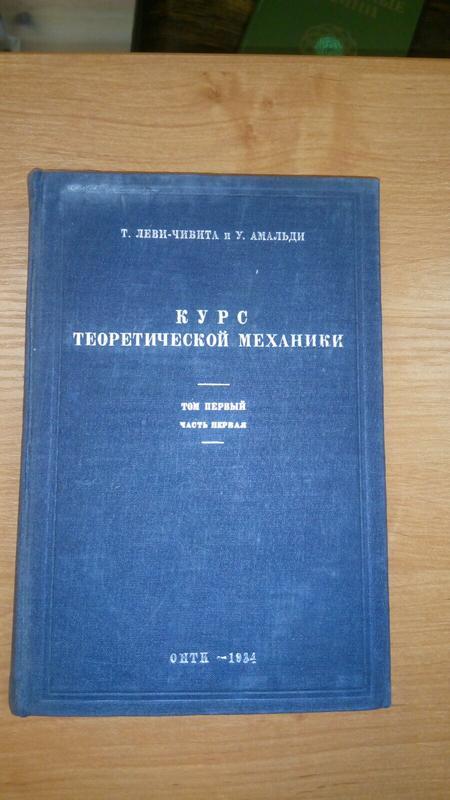 Т. ЛЕВИ-ЧИВИТА и У. АМАЛЬДИ
КУРС
ТЕОРЕТИЧЕСКОЙ МЕХАНИКИ
ТОМ ПЕРВЫЙ
ЧАСТЬ ПЕРВАЯ
ОНТИ ~ 1934